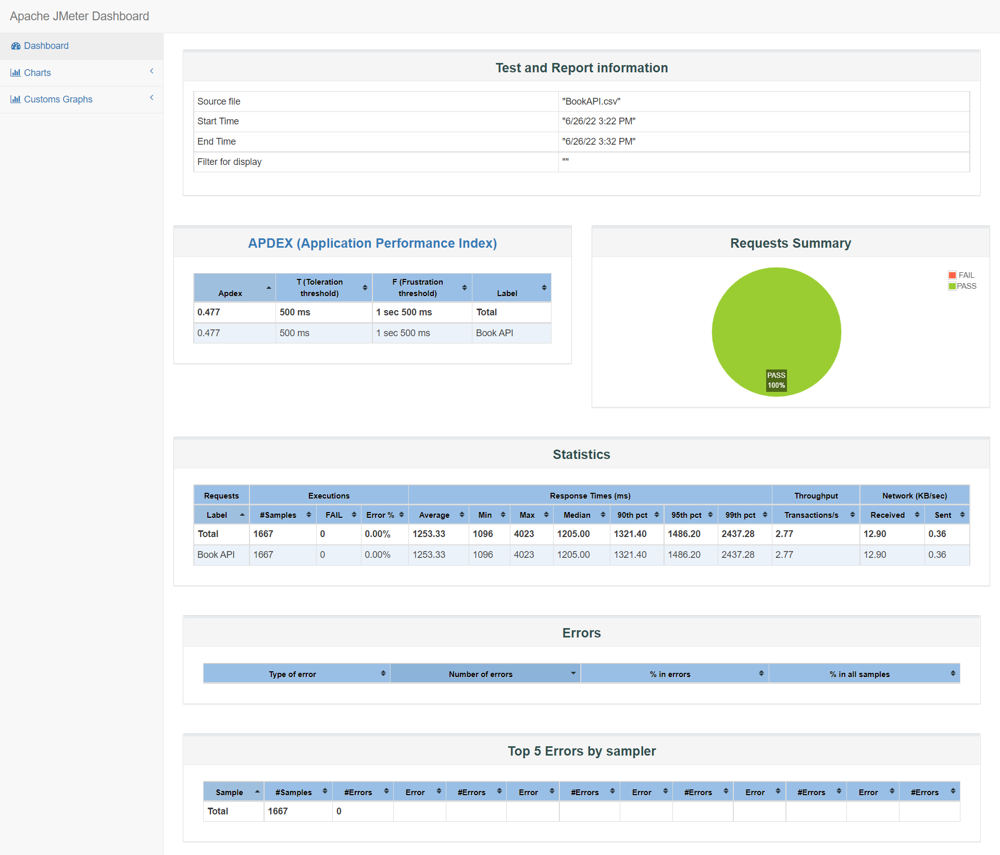 Apache JMeter Dashboard
Dashboard
Charts
Customs Graphs
Test and Report information
Source file "BookAPI.csv"
Start Time "6/26/22 3:22 PM"
End Time "6/26/22 3:32 PM"
Filter for display ""
APDEX (Application Performance Index)
Apdex T (Toleration threshold) F (Frustration threshold) Label
0.477 500 ms 1 sec 500 ms Total
0.477 500 ms 1 sec 500 ms Book API
Requests Summary
FAIL
PASS
PASS
100%
Statistics
Requests Executions Response Times (ms) Throughput Network (KB/sec)
Label #Samples FAIL Error % Average Min Max Median 90th pct 95th pct 99th pct Transactions/s Received Sent
Total 1667 0 0.00% 1253.33 1096 4023 1205.00 1321.40 1486.20 2437.28 2.77 12.90 0.36
Book API 1667 0 0.00% 1253.33 1096 4023 1205.00 1321.40 1486.20 2437.28 2.77 12.90 0.36
Errors
Type of error Number of errors % in errors % in all samples
Top 5 Errors by sampler
Sample #Samples #Errors Error #Errors Error #Errors Error #Errors Error #Errors Error #Errors
Total 1667 0